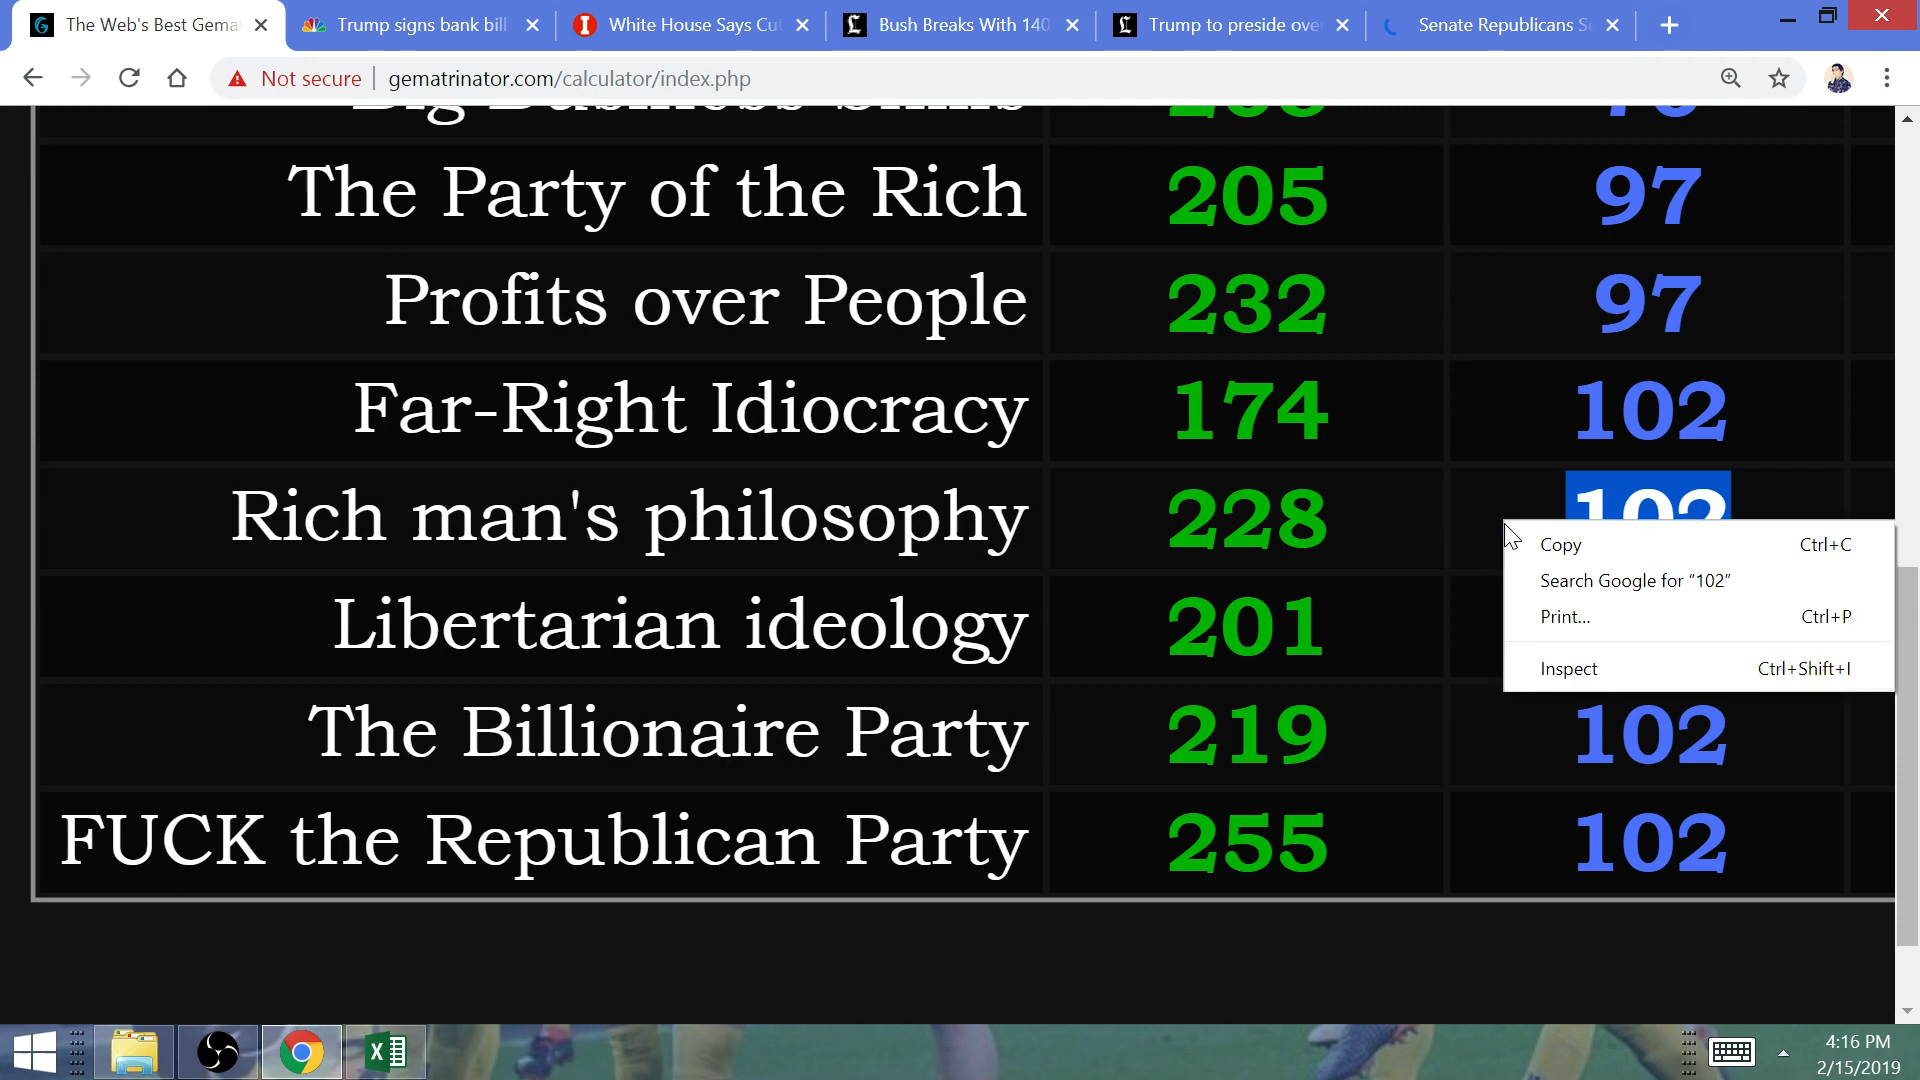 The Web's Best Gema
Trump signs bank bill
White House Says Cu
Bush Breaks With 140
Trump to preside ove
Senate Republicans S
Not secure
gematrinator.com/calculator/index.php
Big Business Shills
The Party of the Rich 205 97
Profits over People 232 97
Far-Right Idiocracy 174 102
Rich man's philosophy 228 102
Libertarian ideology 201
The Billionaire Party 219 102
FUCK the Republican Party 255 102
Copy Ctrl+C
Search Google for “102”
Print... Ctrl+P
Inspect Ctrl+Shift+I
4:16 PM
2/15/2019